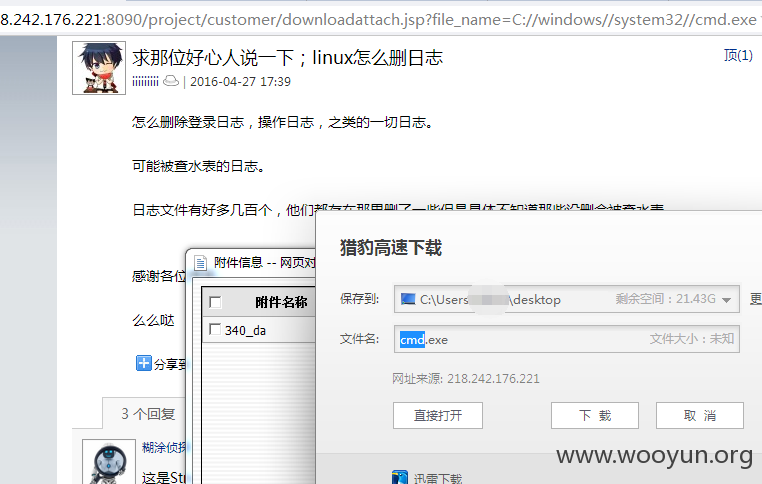 8.242.176.221:8090/project/customer/downloadattach.jsp?file_name=C://windows//system32//cmd.exe
求那位好心人说一下；linux怎么删日志
顶(1)
iiiiiiiii | 2016-04-27 17:39
怎么删除登录日志，操作日志，之类的一切日志。
可能被查水表的日志。
日志文件有好多几百个，他们都存在那里删了一些但是具体不知道那些没删会被查水表
猎豹高速下载
附件信息 -- 网页对
感谢各位
附件名称
保存到: C:\Users\desktop 剩余空间：21.43G 更
340_da
么么哒
文件名: cmd.exe 文件大小：未知
分享到
网址来源: 218.242.176.221
3 个回复
直接打开 下 载 取 消
糊涂侦探
www.wooyun.org
这是St
迅雷下载